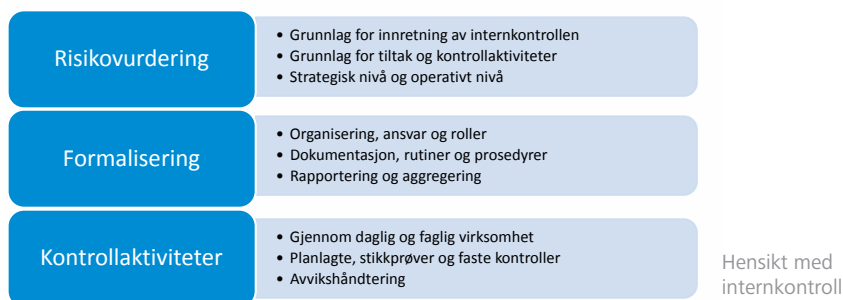 Risikovurdering
• Grunnlag for innretning av internkontrollen
• Grunnlag for tiltak og kontrollaktiviteter
• Strategisk nivå og operativt nivå
Formalisering
• Organisering, ansvar og roller
• Dokumentasjon, rutiner og prosedyrer
• Rapportering og aggregering
Kontrollaktiviteter
• Gjennom daglig og faglig virksomhet
• Planlagte, stikkprøver og faste kontroller
• Avvikshåndtering
Hensikt med
internkontroll